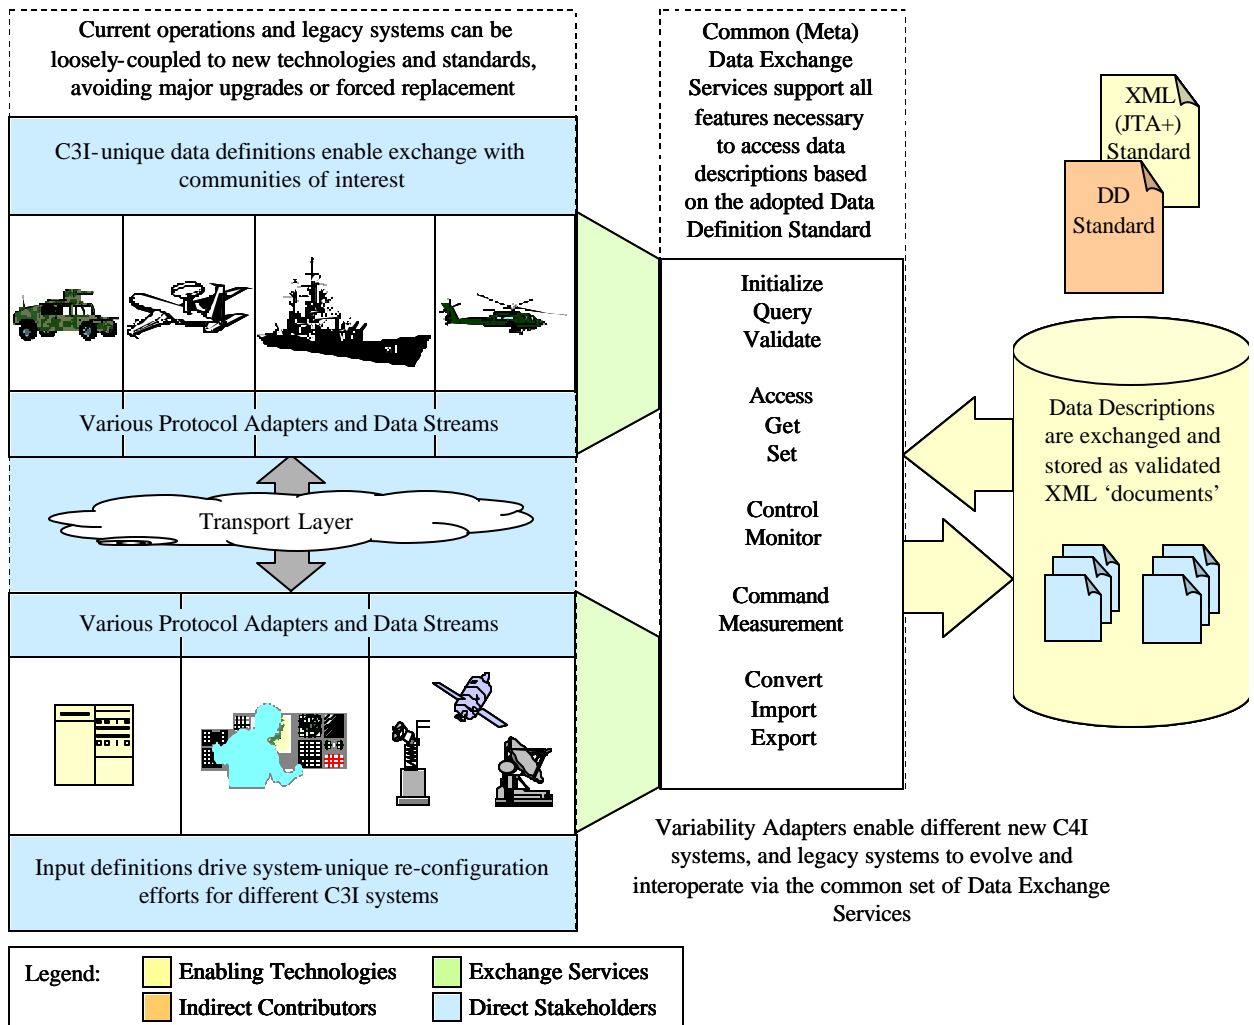 Current operations and legacy systems can be
loosely-coupled to new technologies and standards,
avoiding major upgrades or forced replacement
C3I-unique data definitions enable exchange with
communities of interest
Various Protocol Adapters and Data Streams
Transport Layer
Various Protocol Adapters and Data Streams
Input definitions drive system-unique re-configuration
efforts for different C3I systems
Common (Meta)
Data Exchange
Services support all
features necessary
to access data
descriptions based
on the adopted Data
Definition Standard
Initialize
Query
Validate
Access
Get
Set
Control
Monitor
Command
Measurement
Convert
Import
Export
XML
(JTA+)
Standard
DD
Standard
Data Descriptions
are exchanged and
stored as validated
XML ‘documents’
Variability Adapters enable different new C4I
systems, and legacy systems to evolve and
interoperate via the common set of Data Exchange
Services
Legend:
Enabling Technologies
Exchange Services
Indirect Contributors
Direct Stakeholders